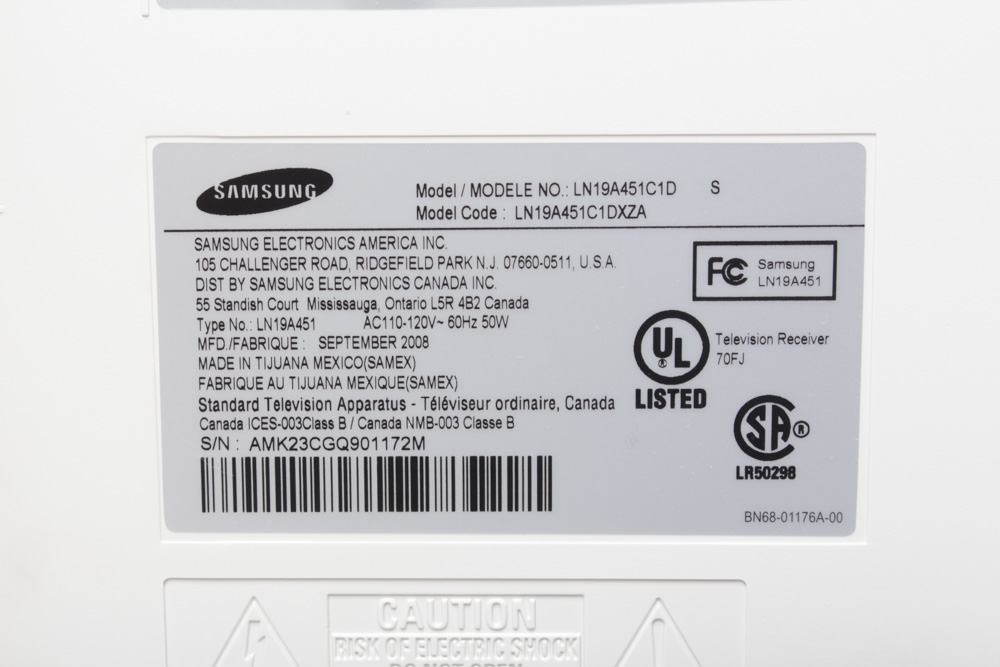 SAMSUNG
Model / MODELE NO.: LN19A451C1D S
Model Code : LN19A451C1DXZA
SAMSUNG ELECTRONICS AMERICA INC.
105 CHALLENGER ROAD, RIDGEFIELD PARK N.J. 07660-0511, U.S.A.
DIST BY SAMSUNG ELECTRONICS CANADA INC.
55 Standish Court Mississauga, Ontario L5R 4B2 Canada
Type No.: LN19A451 AC110-120V~ 60Hz 50W
MFD./FABRIQUE : SEPTEMBER 2008
MADE IN TIJUANA MEXICO(SAMEX)
FABRIQUE AU TIJUANA MEXIQUE(SAMEX)
Standard Television Apparatus - Téléviseur ordinaire, Canada
Canada ICES-003Class B / Canada NMB-003 Classe B
S/N : AMK23CGQ901172M
FC Samsung
LN19A451
UL ® Television Receiver
70FJ
LISTED
SA ®
LR50298
BN68-01176A-00
CAUTION
RISK OF ELECTRIC SHOCK
DO NOT OPEN